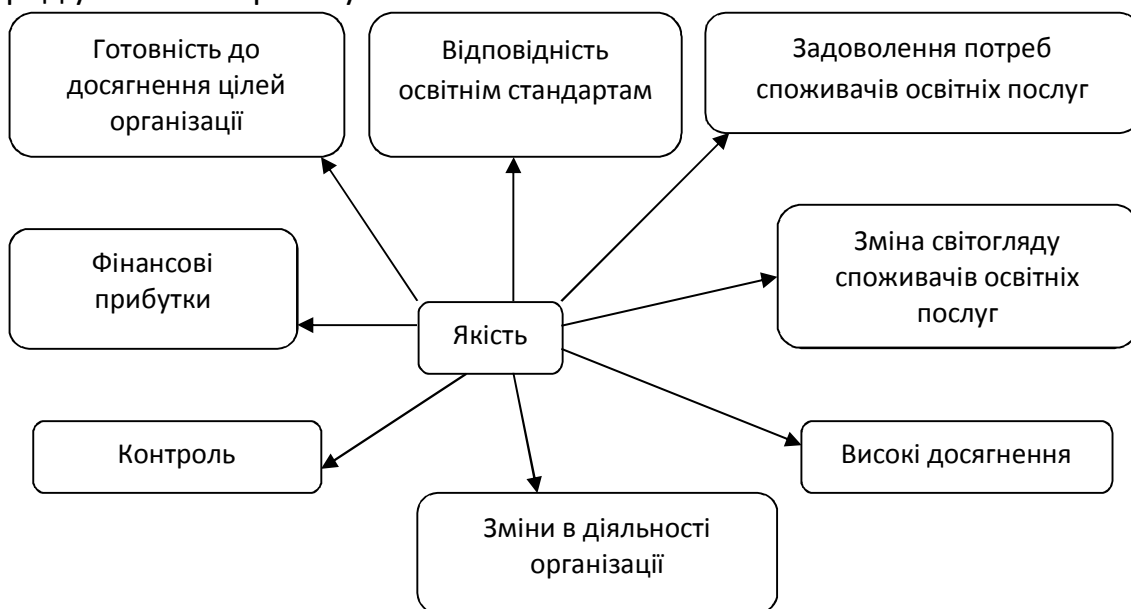 Готовність до
досягнення цілей
організації
Відповідність
освітнім стандартам
Задоволення потреб
споживачів освітніх послуг
Фінансові
прибутки
Якість
Зміна світогляду
споживачів освітніх
послуг
Контроль
Високі досягнення
Зміни в діяльності
організації